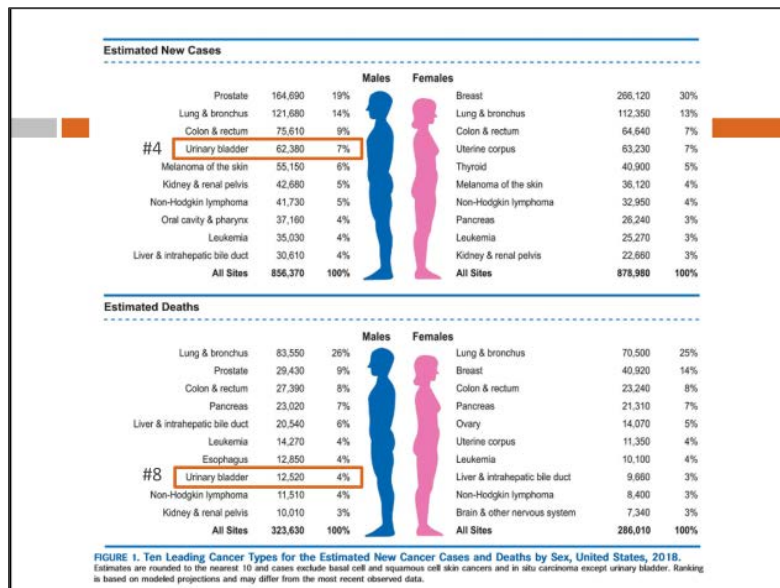 Estimated New Cases
Males Females
Prostate 164,690 19% Breast 266,120 30%
Lung & bronchus 121,680 14% Lung & bronchus 112,350 13%
Colon & rectum 75,610 9% Colon & rectum 64,640 7%
#4 Urinary bladder 62,380 7% Uterine corpus 63,230 7%
Melanoma of the skin 55,150 6% Thyroid 40,900 5%
Kidney & renal pelvis 42,680 5% Melanoma of the skin 36,120 4%
Non-Hodgkin lymphoma 41,730 5% Non-Hodgkin lymphoma 32,950 4%
Oral cavity & pharynx 37,160 4% Pancreas 26,240 3%
Leukemia 35,030 4% Leukemia 25,270 3%
Liver & intrahepatic bile duct 30,610 4% Kidney & renal pelvis 22,660 3%
All Sites 856,370 100% All Sites 878,980 100%
Estimated Deaths
Males Females
Lung & bronchus 83,550 26% Lung & bronchus 70,500 25%
Prostate 29,430 9% Breast 40,920 14%
Colon & rectum 27,390 8% Colon & rectum 23,240 8%
Pancreas 23,020 7% Pancreas 21,310 7%
Liver & intrahepatic bile duct 20,540 6% Ovary 14,070 5%
Leukemia 14,270 4% Uterine corpus 11,350 4%
Esophagus 12,850 4% Leukemia 10,100 4%
#8 Urinary bladder 12,520 4% Liver & intrahepatic bile duct 9,660 3%
Non-Hodgkin lymphoma 11,510 4% Non-Hodgkin lymphoma 8,400 3%
Kidney & renal pelvis 10,010 3% Brain & other nervous system 7,340 3%
All Sites 323,630 100% All Sites 286,010 100%
FIGURE 1. Ten Leading Cancer Types for the Estimated New Cancer Cases and Deaths by Sex, United States, 2018.
Estimates are rounded to the nearest 10 and cases exclude basal cell and squamous cell skin cancers and in situ carcinoma except urinary bladder. Ranking
is based on modeled projections and may differ from the most recent observed data.